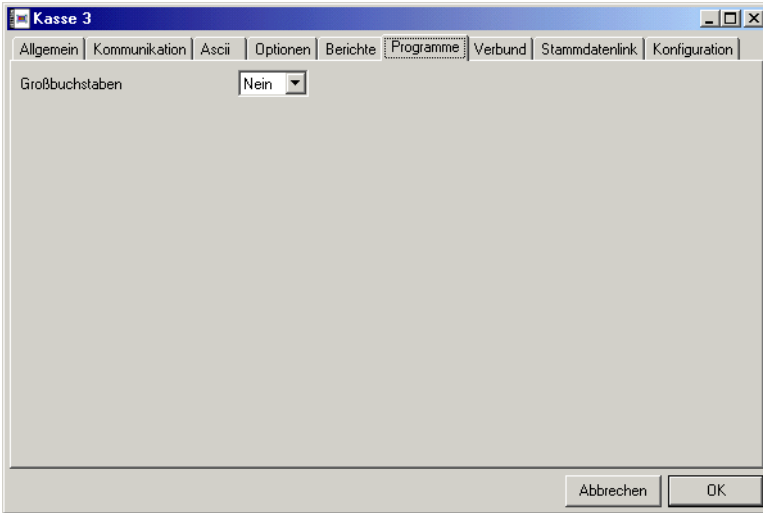 Kasse 3
Allgemein Kommunikation Ascii Optionen Berichte Programme Verbund Stammdatenlink Konfiguration
Großbuchstaben Nein
Abbrechen OK